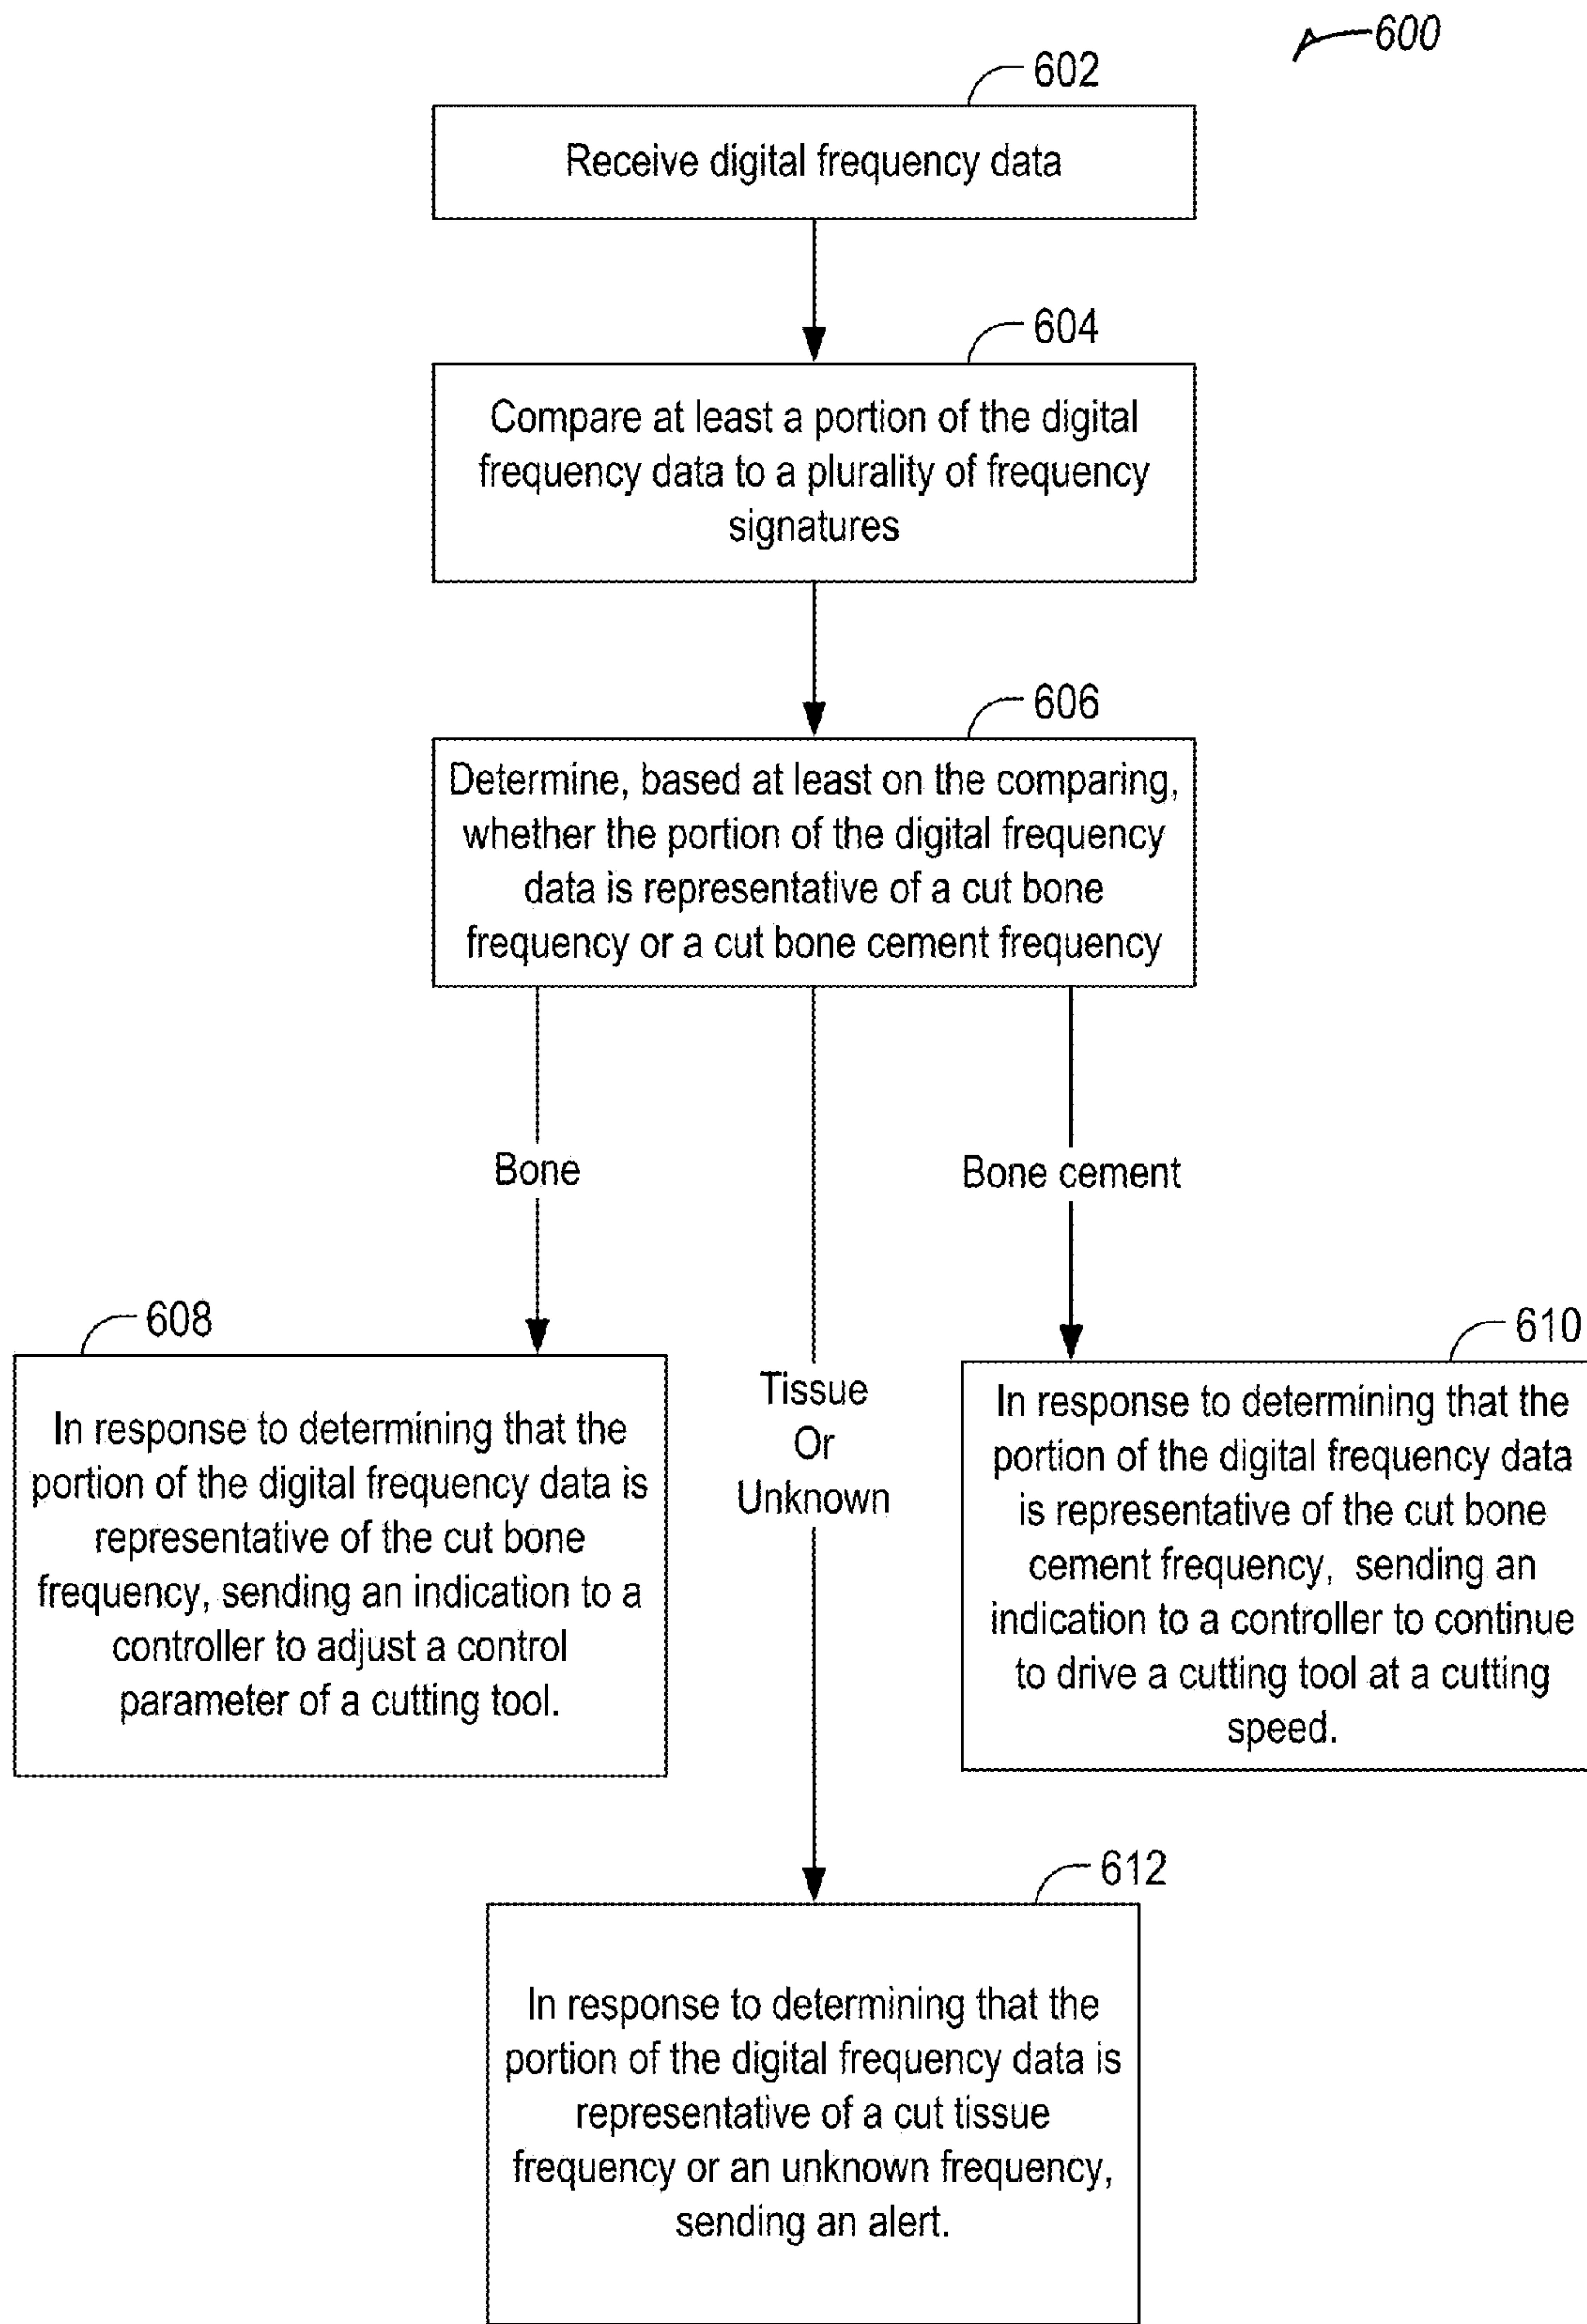 600
602
Receive digital frequency data
604
Compare at least a portion of the digital
frequency data to a plurality of frequency
signatures
606
Determine, based at least on the comparing,
whether the portion of the digital frequency
data is representative of a cut bone
frequency or a cut bone cement frequency
Bone
Tissue
Or
Unknown
Bone cement
608
In response to determining that the
portion of the digital frequency data is
representative of the cut bone
frequency, sending an indication to a
controller to adjust a control
parameter of a cutting tool.
610
In response to determining that the
portion of the digital frequency data
is representative of the cut bone
cement frequency, sending an
indication to a controller to continue
to drive a cutting tool at a cutting
speed.
612
In response to determining that the
portion of the digital frequency data is
representative of a cut tissue
frequency or an unknown frequency,
sending an alert.